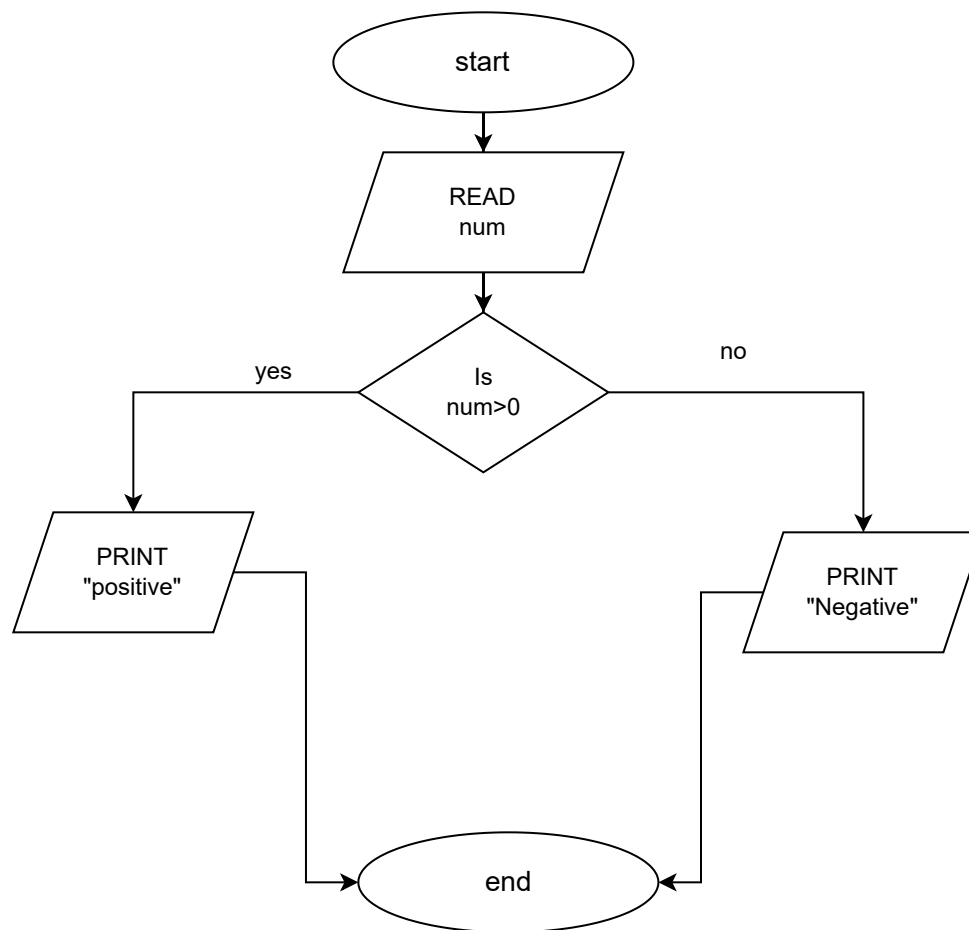 start
READ
num
Is
num>0
yes
no
PRINT
"positive"
PRINT
"Negative"
end